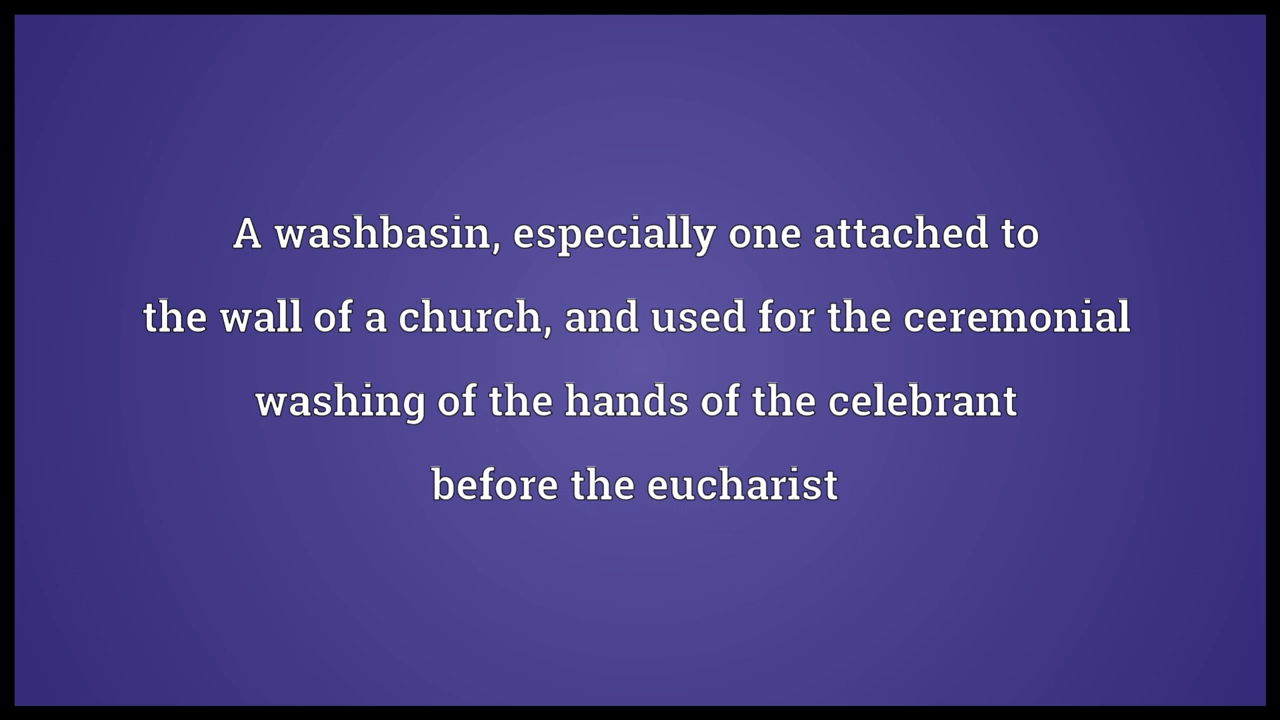 A washbasin, especially one attached to
the wall of a church, and used for the ceremonial
washing of the hands of the celebrant
before the eucharist